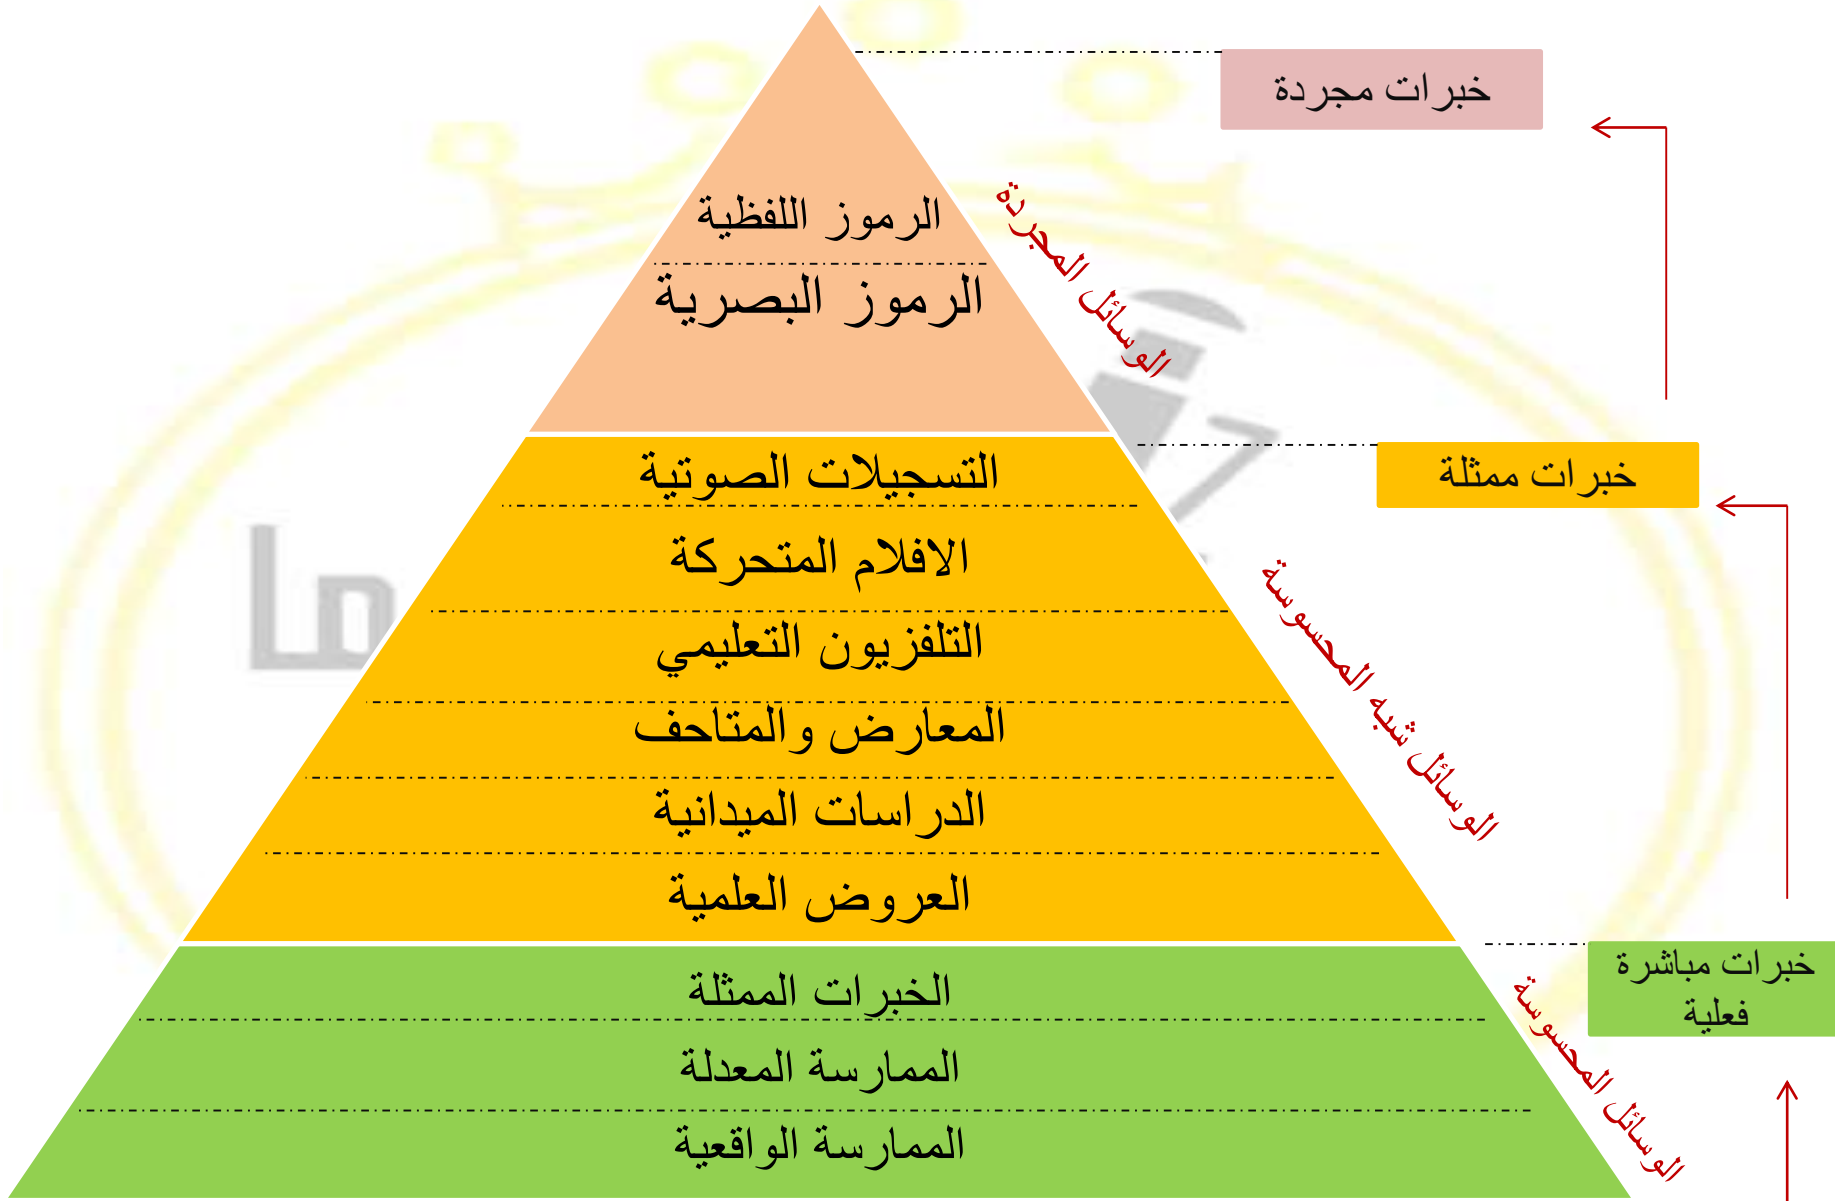 خبرات مجردة
الرموز اللفظية
الوسائل المجردة
الرموز البصرية
خبرات ممثلة
التسجيلات الصوتية
الافلام المتحركة
التلفزيون التعليمي
الوسائل شبه المحسوسة
المعارض والمتاحف
الدراسات الميدانية
العروض العلمية
خبرات مباشرة
فعلية
الخبرات الممثلة
الممارسة المعدلة
الوسائل المحسوسة
الممارسة الواقعية